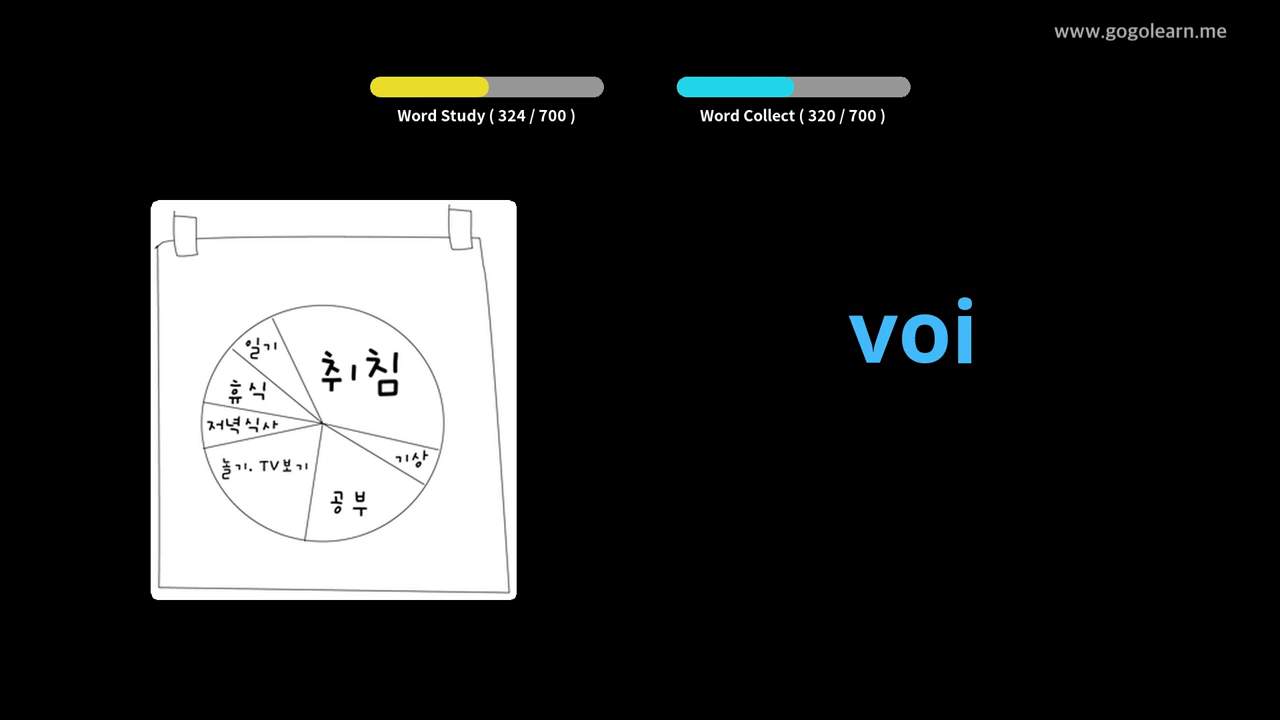 www.gogolearn.me
Word Study ( 324 / 700 )
Word Collect ( 320 / 700 )
일기
취침
휴식
저녁식사
놀기. TV보기
기상
공부
voi